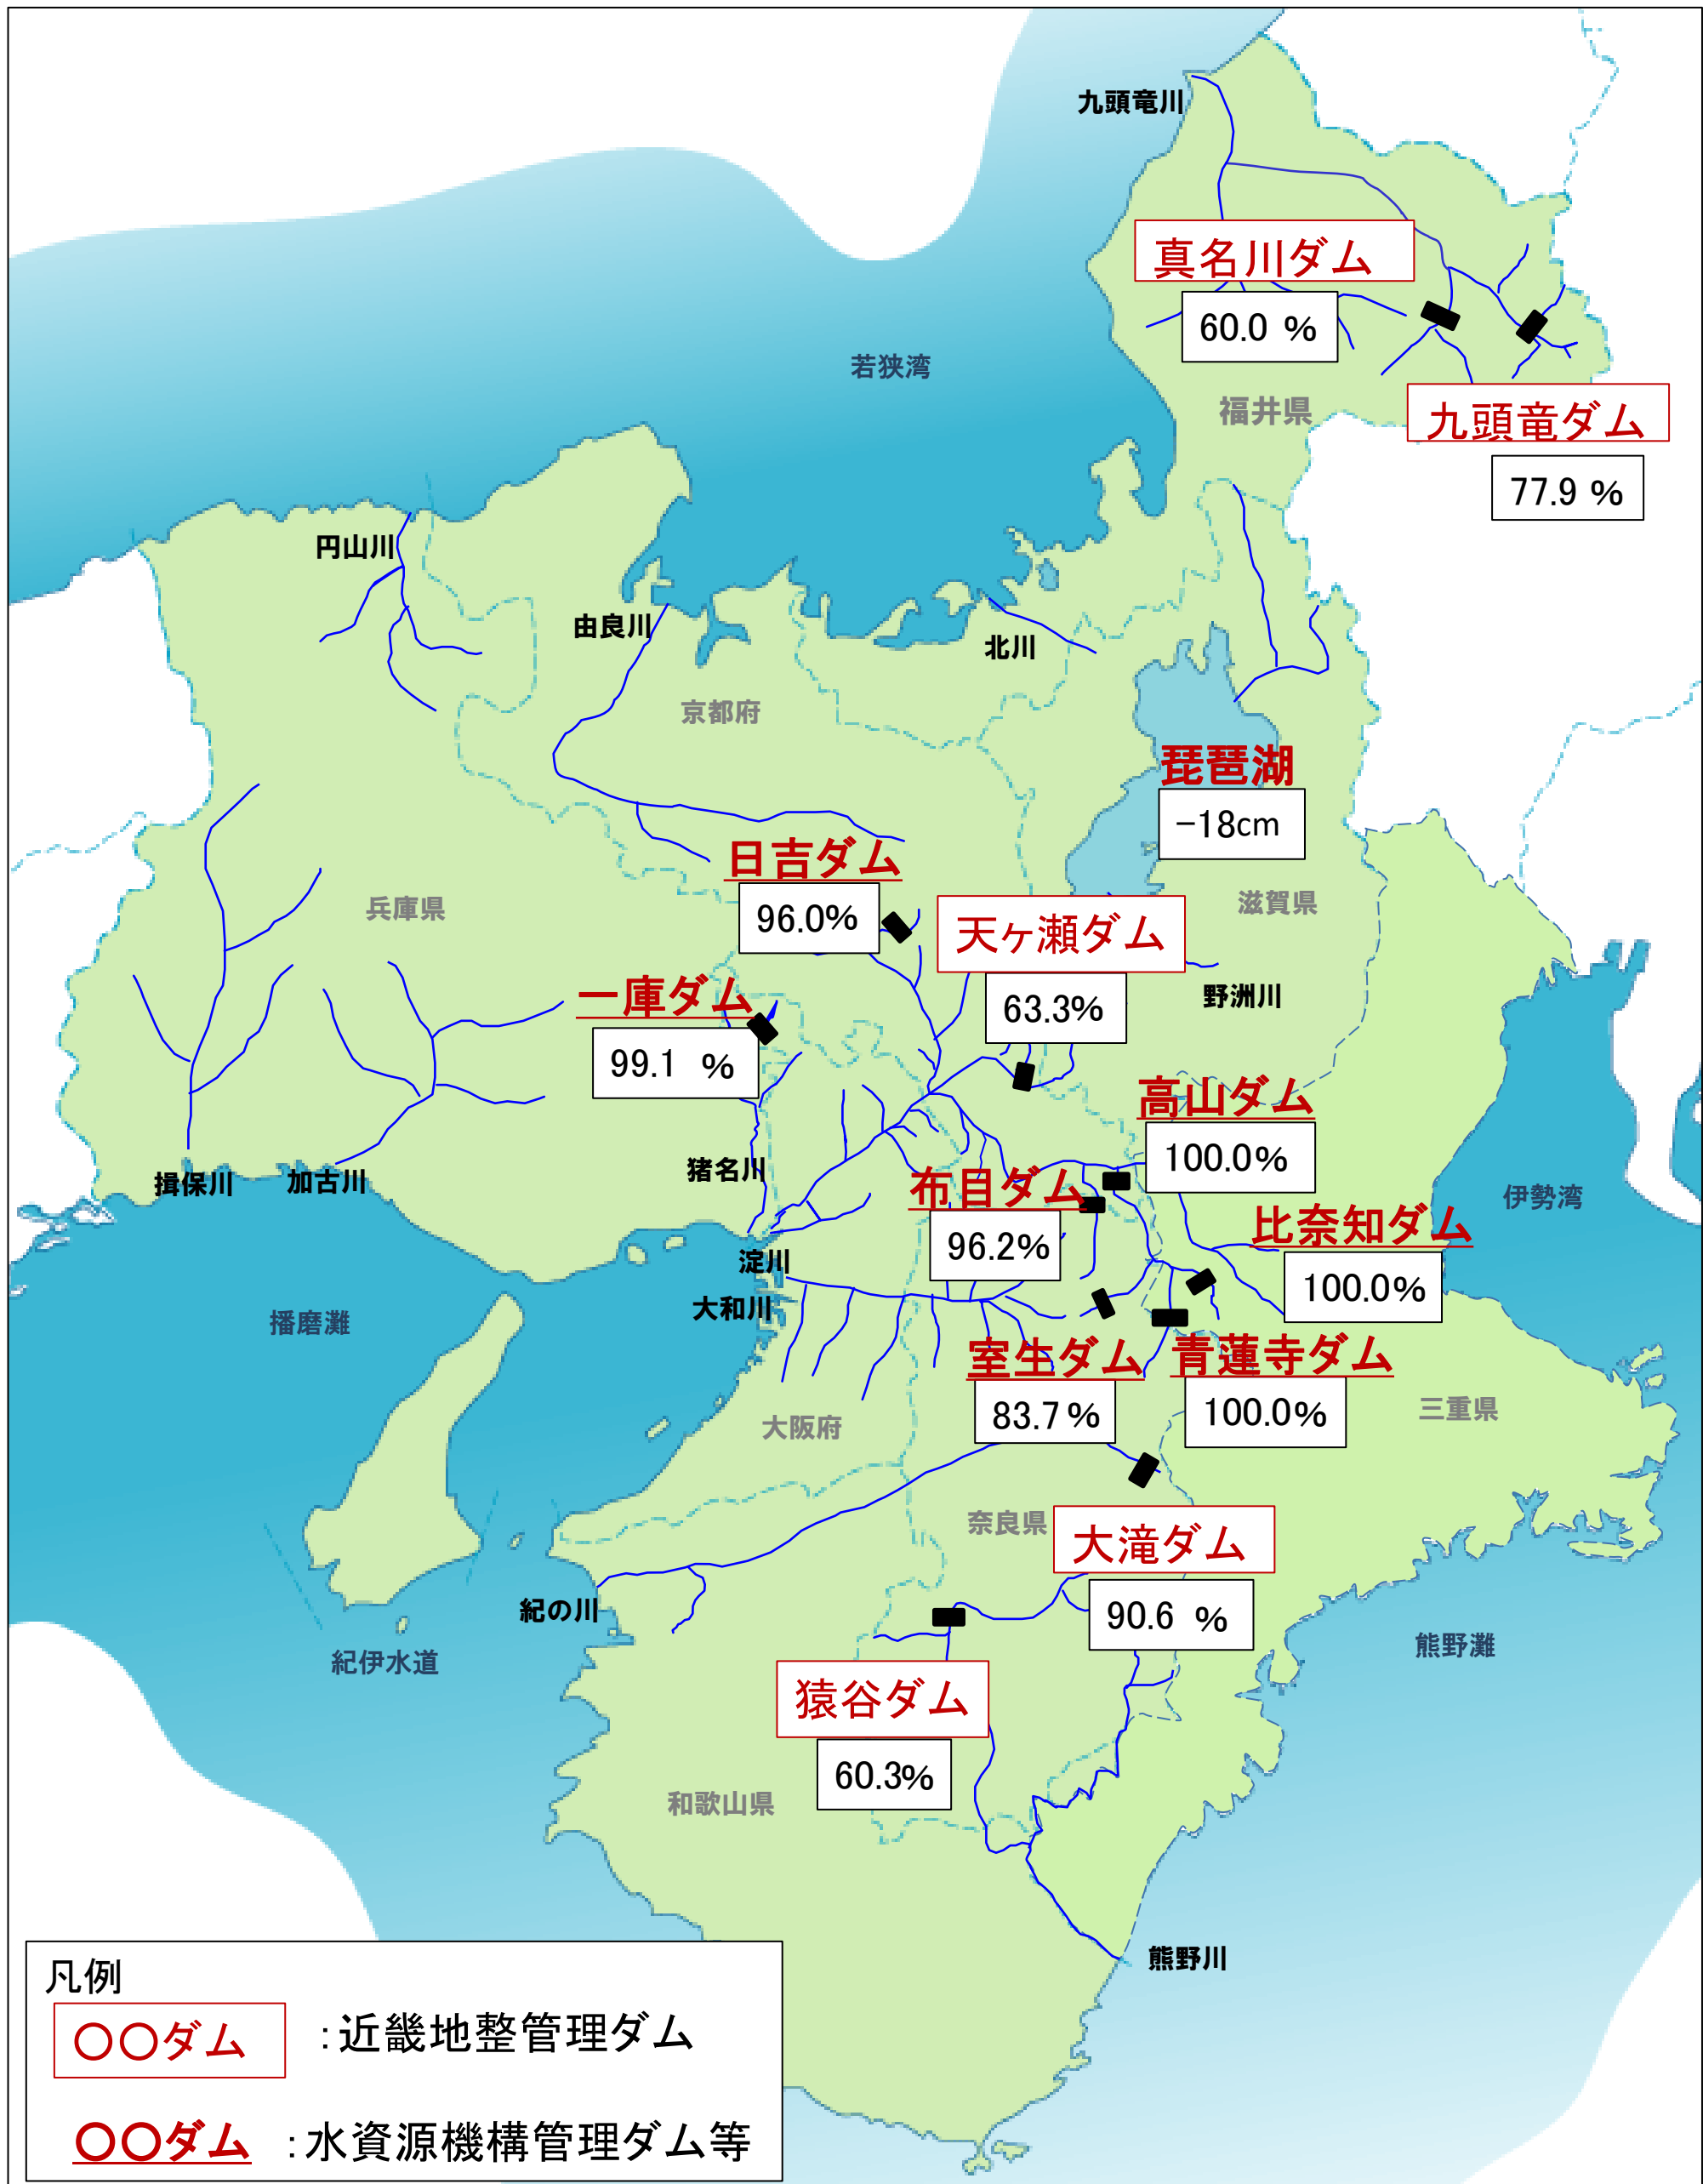 九頭竜川
真名川ダム
60.0 %
若狭湾
福井県
九頭竜ダム
77.9 %
円山川
由良川
北川
京都府
琵琶湖
-18cm
日吉ダム
96.0%
兵庫県
天ヶ瀬ダム
63.3%
滋賀県
野洲川
一庫ダム
99.1 %
高山ダム
100.0%
猪名川
揖保川
加古川
布目ダム
96.2%
伊勢湾
比奈知ダム
100.0%
淀川
大和川
播磨灘
室生ダム
83.7%
青蓮寺ダム
100.0%
三重県
大阪府
奈良県
大滝ダム
90.6 %
紀の川
紀伊水道
熊野灘
猿谷ダム
60.3%
和歌山県
熊野川
凡例
〇〇ダム :近畿地整管理ダム
〇〇ダム :水資源機構管理ダム等